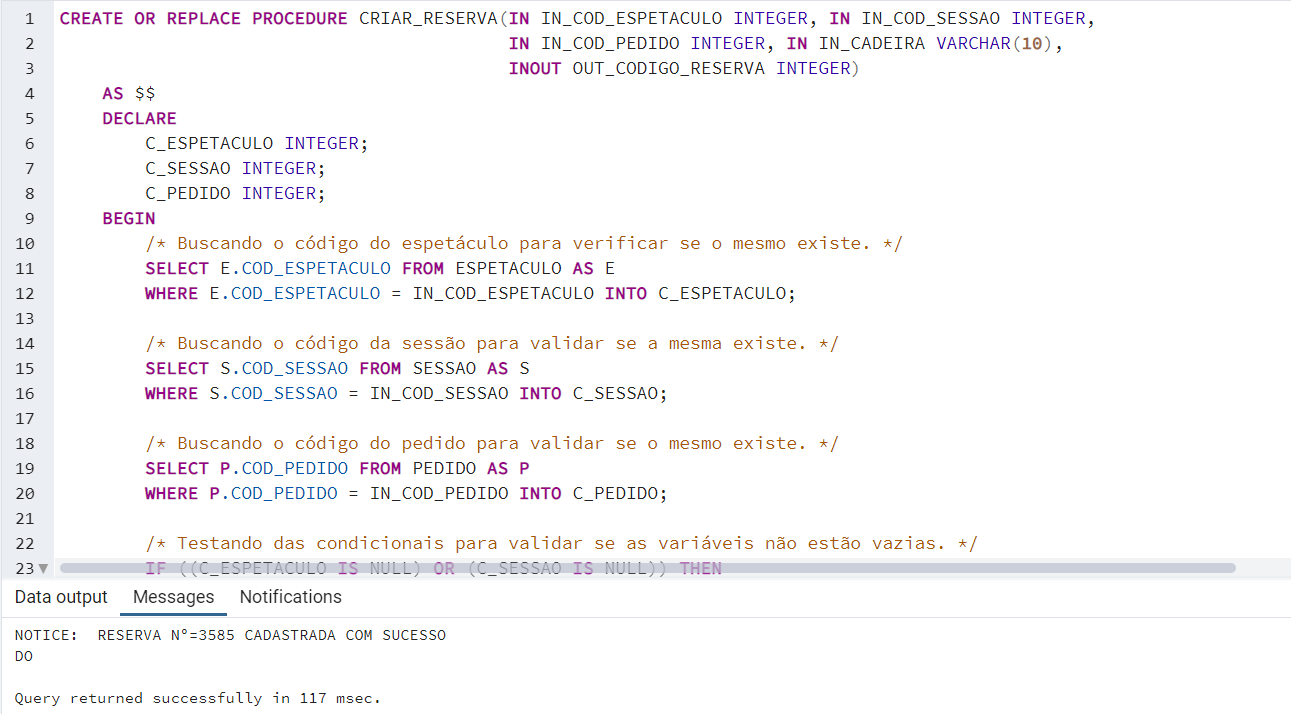 1 CREATE OR REPLACE PROCEDURE CRIAR_RESERVA(IN IN_COD_ESPETACULO INTEGER, IN IN_COD_SESSAO INTEGER,
2 IN IN_COD_PEDIDO INTEGER, IN IN_CADEIRA VARCHAR(10),
3 INOUT OUT_CODIGO_RESERVA INTEGER)
4 AS $$
5 DECLARE
6 C_ESPETACULO INTEGER;
7 C_SESSAO INTEGER;
8 C_PEDIDO INTEGER;
9 BEGIN
10 /* Buscando o código do espetáculo para verificar se o mesmo existe. */
11 SELECT E.COD_ESPETACULO FROM ESPETACULO AS E
12 WHERE E.COD_ESPETACULO = IN_COD_ESPETACULO INTO C_ESPETACULO;
13
14 /* Buscando o código da sessão para validar se a mesma existe. */
15 SELECT S.COD_SESSAO FROM SESSAO AS S
16 WHERE S.COD_SESSAO = IN_COD_SESSAO INTO C_SESSAO;
17
18 /* Buscando o código do pedido para validar se o mesmo existe. */
19 SELECT P.COD_PEDIDO FROM PEDIDO AS P
20 WHERE P.COD_PEDIDO = IN_COD_PEDIDO INTO C_PEDIDO;
21
22 /* Testando das condicionais para validar se as variáveis não estão vazias. */
23 IF ((C_ESPETACULO IS NULL) OR (C_SESSAO IS NULL)) THEN
Data output Messages Notifications
NOTICE: RESERVA Nº=3585 CADASTRADA COM SUCESSO
DO
Query returned successfully in 117 msec.